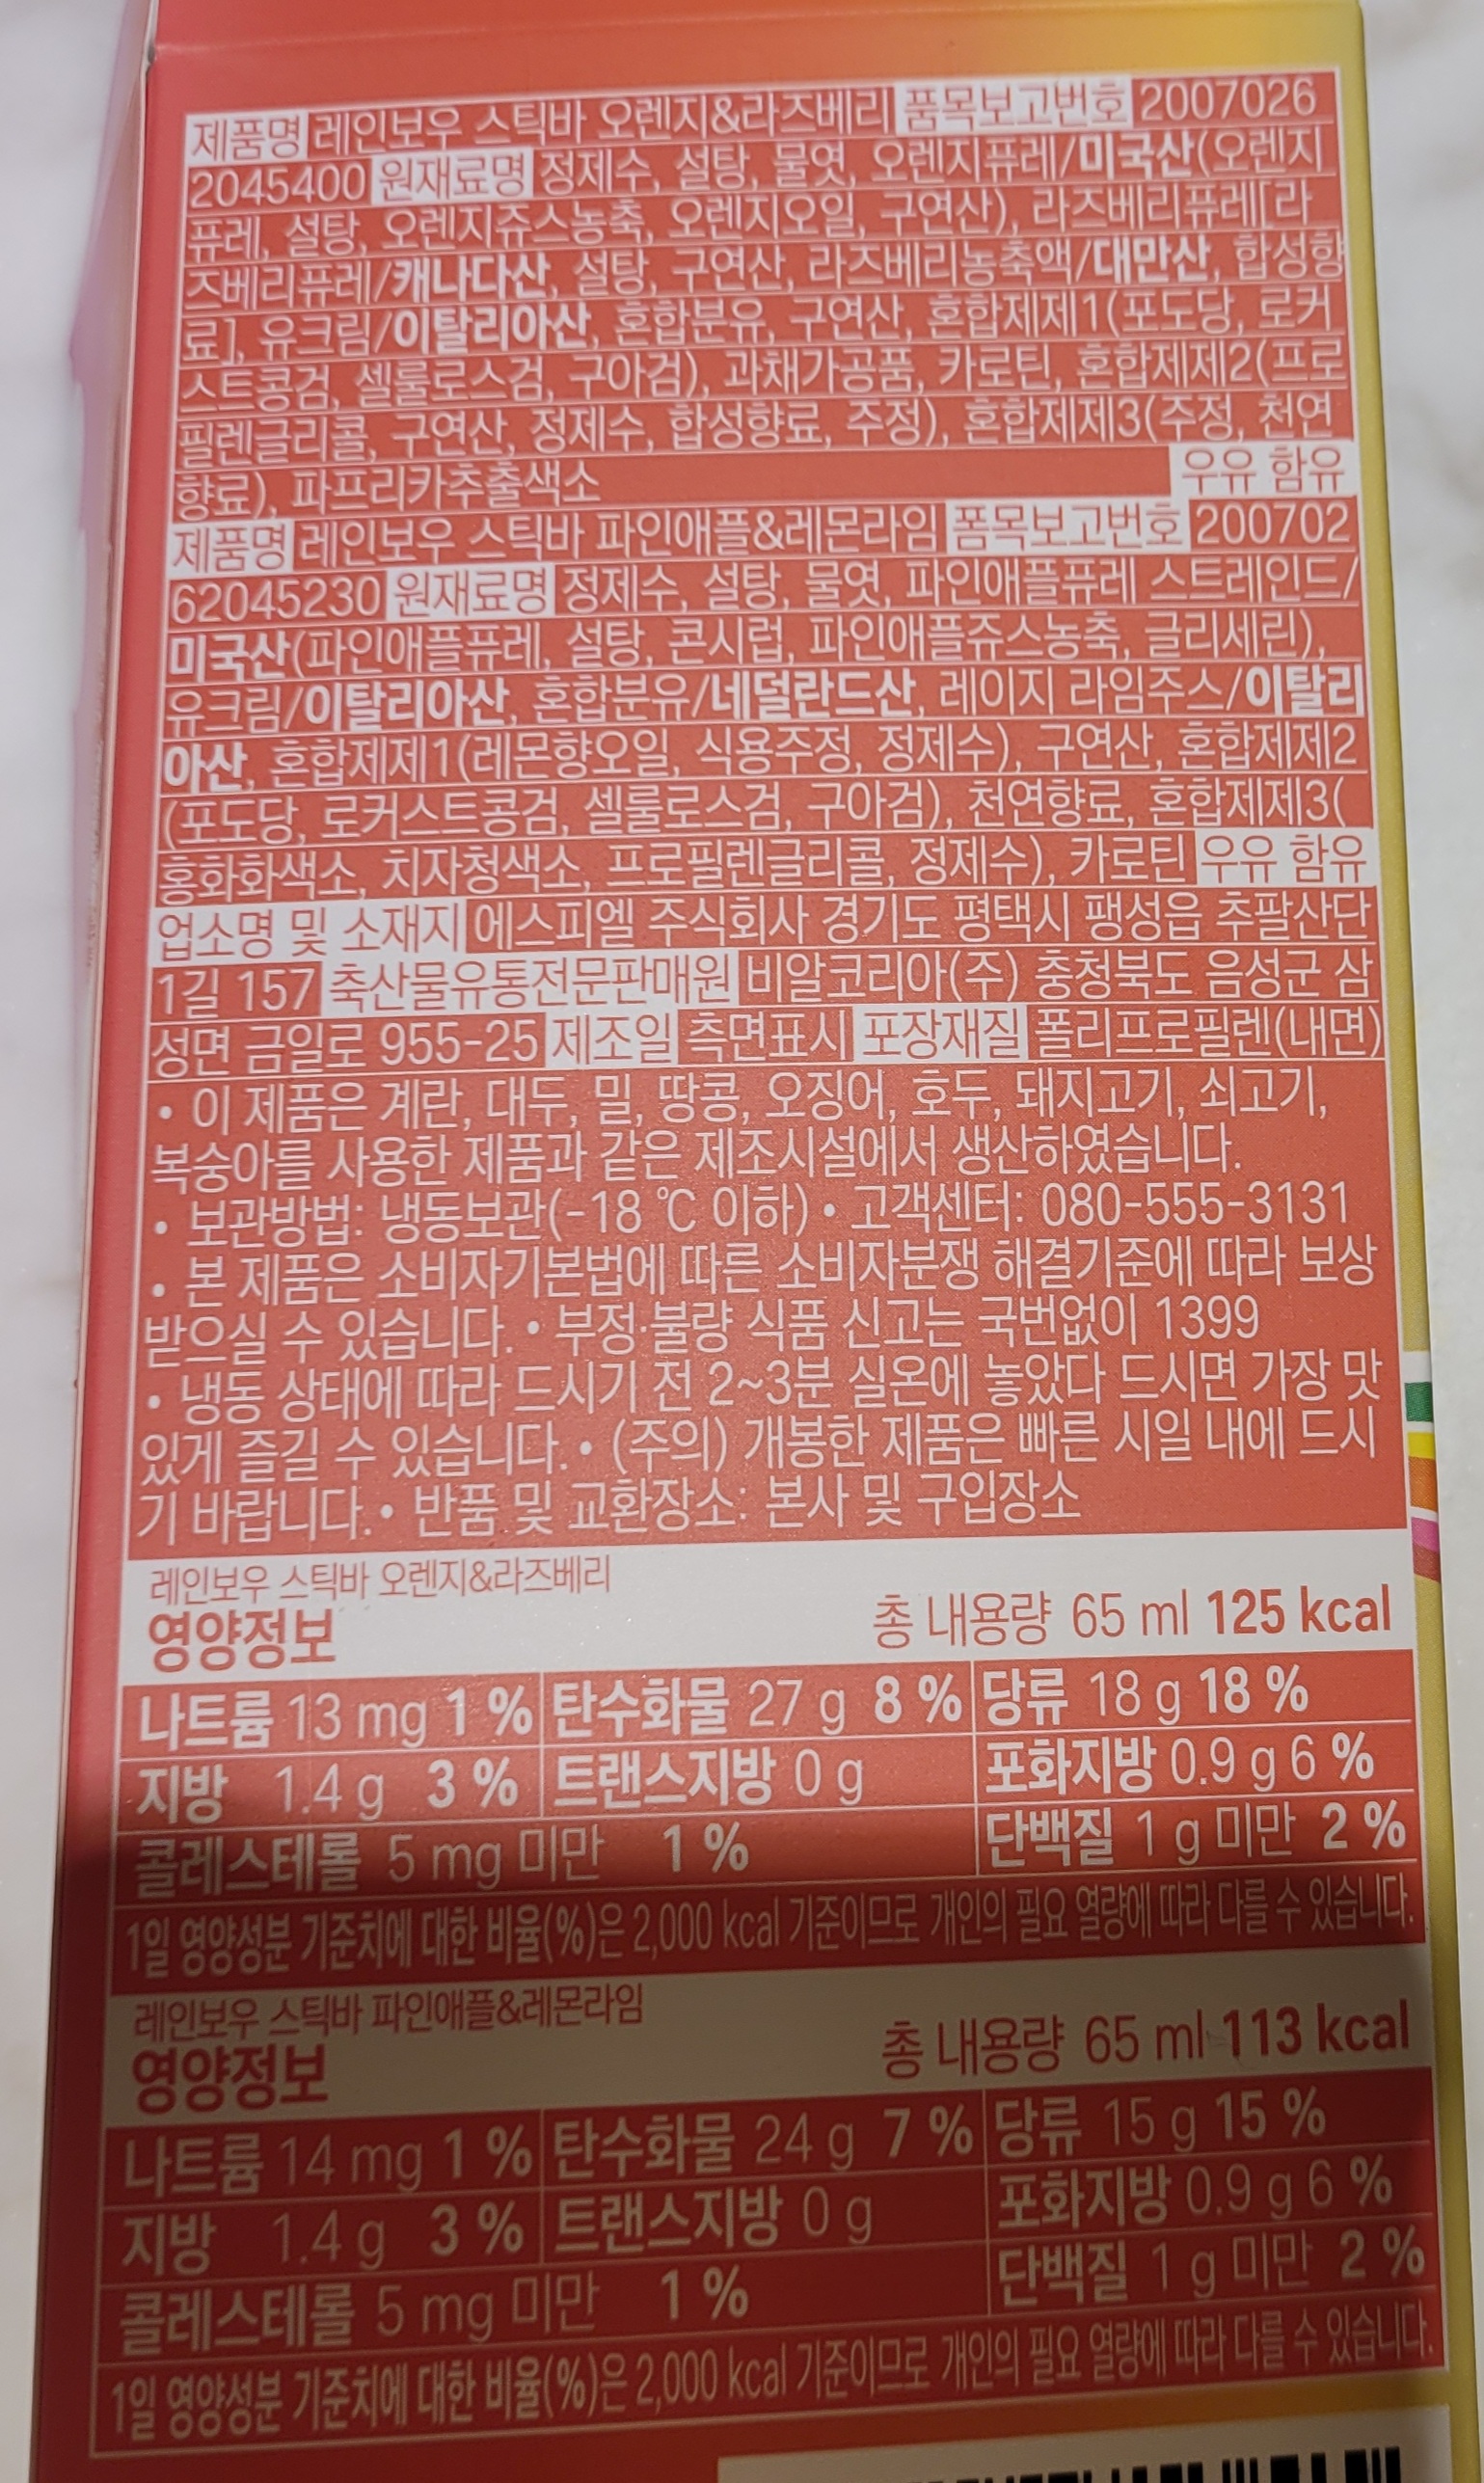 제품명 레인보우 스틱바 오렌지&라즈베리 품목보고번호 2007026
2045400 원재료명 정제수, 설탕, 물엿, 오렌지퓨레/미국산(오렌지
퓨레, 설탕, 오렌지쥬스농축, 오렌지오일, 구연산), 라즈베리퓨레[라
즈베리퓨레/캐나다산, 설탕, 구연산, 라즈베리농축액/대만산, 합성향
료], 유크림/이탈리아산, 혼합분유, 구연산, 혼합제제1(포도당, 로커
스트콩검, 셀룰로스검, 구아검), 과채가공품, 카로틴, 혼합제제2(프로
필렌글리콜, 구연산, 정제수, 합성향료, 주정), 혼합제제3(주정, 천연
향료), 파프리카추출색소 우유 함유
제품명 레인보우 스틱바 파인애플&레몬라임 품목보고번호 200702
62045230 원재료명 정제수, 설탕, 물엿, 파인애플퓨레 스트레인드/
미국산(파인애플퓨레, 설탕, 콘시럽, 파인애플쥬스농축, 글리세린),
유크림/이탈리아산, 혼합분유/네덜란드산, 레이지 라임주스/이탈리
아산, 혼합제제1(레몬향오일, 식용주정, 정제수), 구연산, 혼합제제2
(포도당, 로커스트콩검, 셀룰로스검, 구아검), 천연향료, 혼합제제3(
홍화화색소, 치자청색소, 프로필렌글리콜, 정제수), 카로틴 우유 함유
업소명 및 소재지 에스피엘 주식회사 경기도 평택시 팽성읍 추팔산단
1길 157 축산물유통전문판매원 비알코리아(주) 충청북도 음성군 삼
성면 금일로 955-25 제조일 측면표시 포장재질 폴리프로필렌(내면)
• 이 제품은 계란, 대두, 밀, 땅콩, 오징어, 호두, 돼지고기, 쇠고기,
복숭아를 사용한 제품과 같은 제조시설에서 생산하였습니다.
• 보관방법: 냉동보관(-18 ℃ 이하) • 고객센터: 080-555-3131
• 본 제품은 소비자기본법에 따른 소비자분쟁 해결기준에 따라 보상
받으실 수 있습니다. • 부정·불량 식품 신고는 국번없이 1399
• 냉동 상태에 따라 드시기 전 2~3분 실온에 놓았다 드시면 가장 맛
있게 즐길 수 있습니다. • (주의) 개봉한 제품은 빠른 시일 내에 드시
기 바랍니다. • 반품 및 교환장소: 본사 및 구입장소
레인보우 스틱바 오렌지&라즈베리
영양정보 총 내용량 65 ml 125 kcal
나트륨 13 mg 1 % 탄수화물 27 g 8 % 당류 18 g 18 %
지방 1.4 g 3 % 트랜스지방 0 g 포화지방 0.9 g 6 %
콜레스테롤 5 mg 미만 1 % 단백질 1 g 미만 2 %
1일 영양성분 기준치에 대한 비율(%)은 2,000 kcal 기준이므로 개인의 필요 열량에 따라 다를 수 있습니다.
레인보우 스틱바 파인애플&레몬라임
영양정보 총 내용량 65 ml 113 kcal
나트륨 14 mg 1 % 탄수화물 24 g 7 % 당류 15 g 15 %
지방 1.4 g 3 % 트랜스지방 0 g 포화지방 0.9 g 6 %
콜레스테롤 5 mg 미만 1 % 단백질 1 g 미만 2 %
1일 영양성분 기준치에 대한 비율(%)은 2,000 kcal 기준이므로 개인의 필요 열량에 따라 다를 수 있습니다.